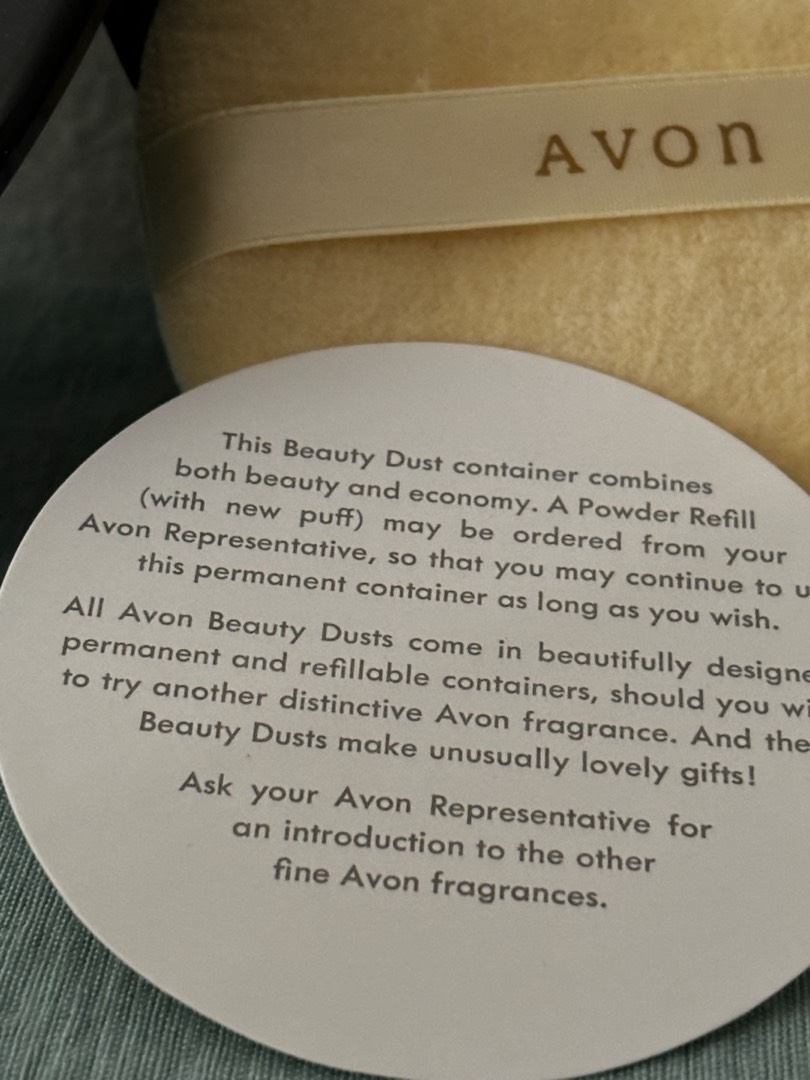 AVON
This Beauty Dust container combines
both beauty and economy. A Powder Refill
(with new puff) may be ordered from your
Avon Representative, so that you may continue to u
this permanent container as long as you wish.
All Avon Beauty Dusts come in beautifully designe
permanent and refillable containers, should you wi
to try another distinctive Avon fragrance. And the
Beauty Dusts make unusually lovely gifts!
Ask your Avon Representative for
an introduction to the other
fine Avon fragrances.